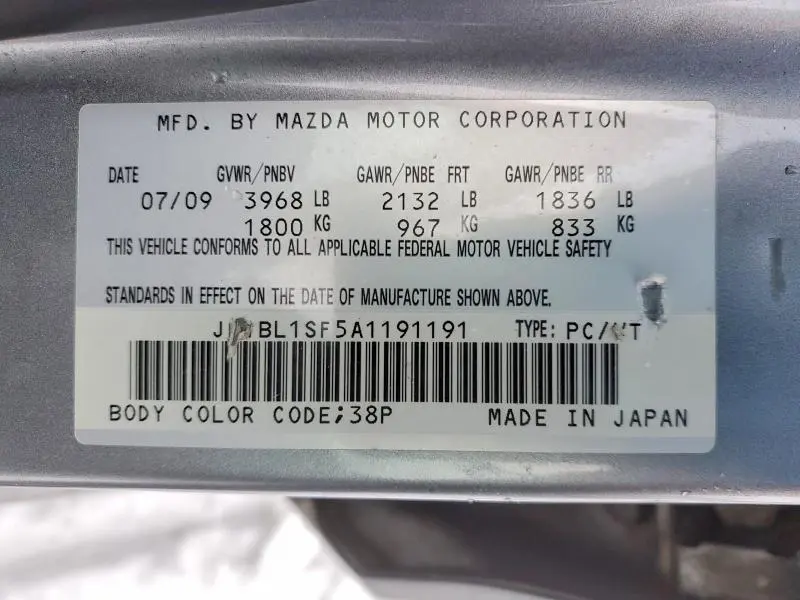 MFD. BY MAZDA MOTOR CORPORATION
DATE GVWR/PNBV GAWR/PNBE FRT GAWR/PNBE RR
07/09 3968 LB 2132 LB 1836 LB
1800 KG 967 KG 833 KG
THIS VEHICLE CONFORMS TO ALL APPLICABLE FEDERAL MOTOR VEHICLE SAFETY
STANDARDS IN EFFECT ON THE DATE OF MANUFACTURE SHOWN ABOVE.
TYPE:
BODY COLOR CODE;38P MADE IN JAPAN